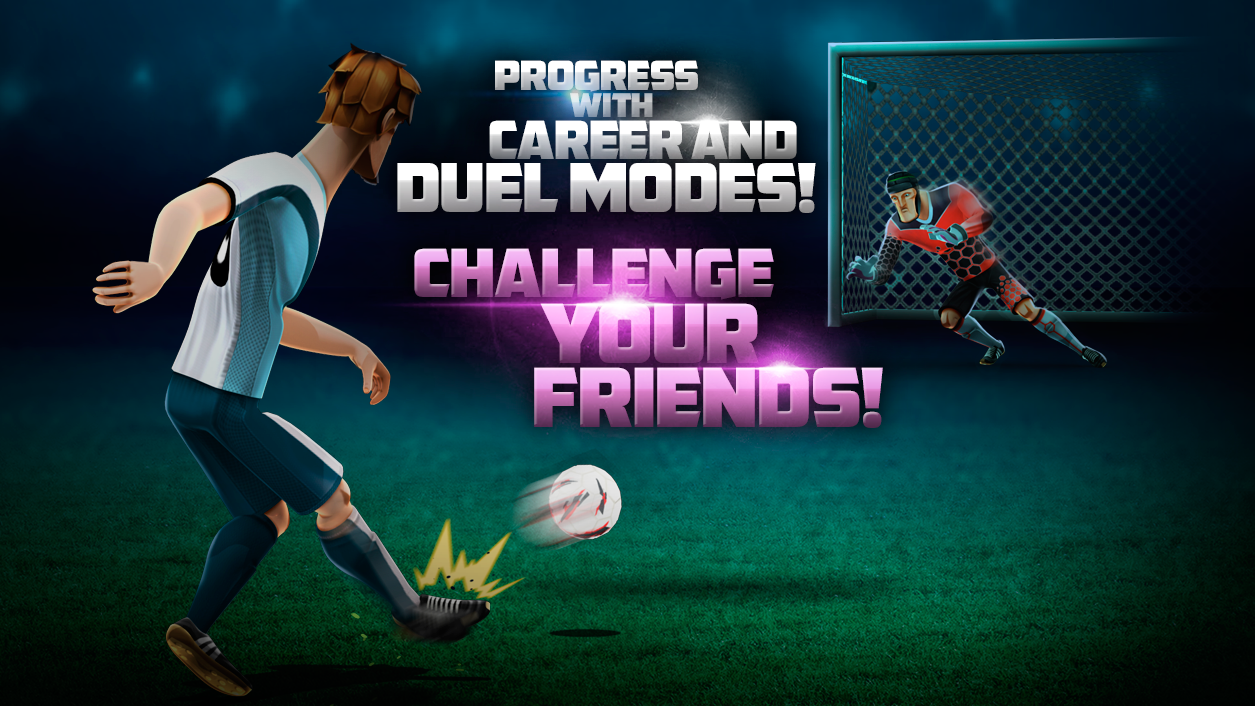 PROGRESS
WITH
CAREER AND
DUEL MODES!
CHALLENGE
YOUR
FRIENDS!